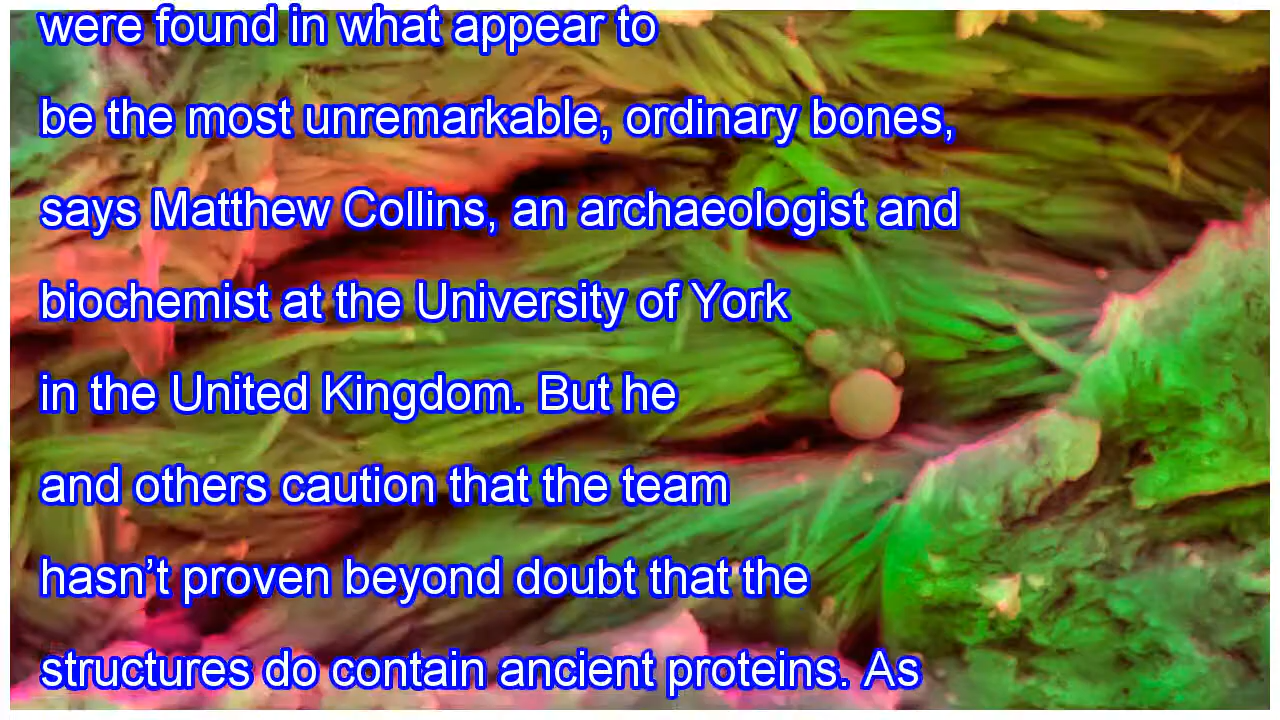 were found in what appear to
be the most unremarkable, ordinary bones,
says Matthew Collins, an archaeologist and
biochemist at the University of York
in the United Kingdom. But he
and others caution that the team
hasn’t proven beyond doubt that the
structures do contain ancient proteins. As